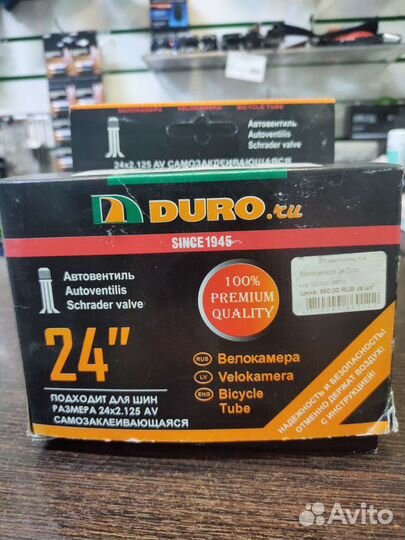 ВЕЛОКАМЕРА VELOKAMERA BICYCLE TUBE
Автовентиль
Autoventilis
Schrader valve
24x2.125 AV САМОЗАКЛЕИВАЮЩАЯСЯ
DURO.ru
SINCE 1945
Автовентиль
Autoventilis
Schrader valve
100%
PREMIUM
QUALITY
Цена: 650,00 RUB за шт
24"
RUS Велокамера
LV Velokamera
ENG Bicycle
Tube
ПОДХОДИТ ДЛЯ ШИН
РАЗМЕРА 24x2.125 AV
САМОЗАКЛЕИВАЮЩАЯСЯ
НАДЕЖНОСТЬ И БЕЗОПАСНОСТЬ!
ОТМЕННО ДЕРЖАТ ВОЗДУХ!
С ИНСТРУКЦИЕЙ!
Avito